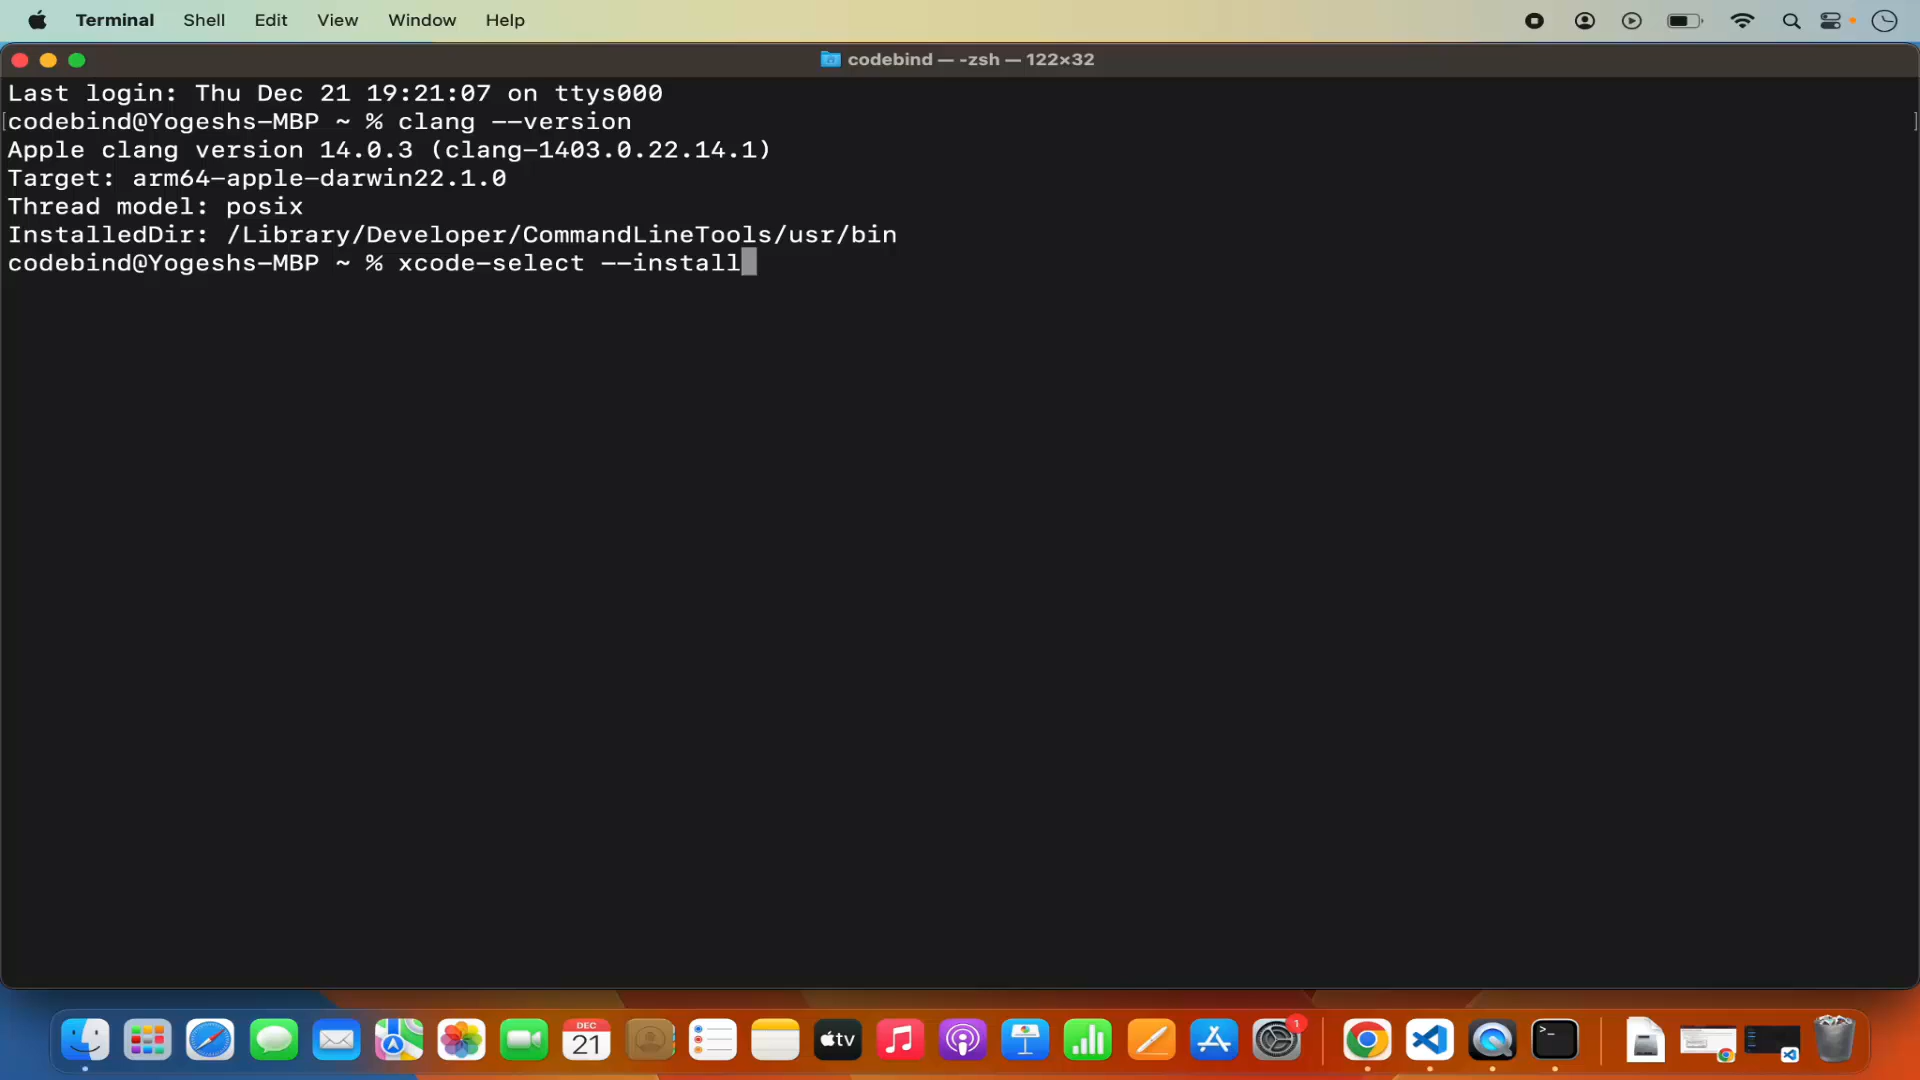 Terminal Shell Edit View Window Help
codebind — -zsh — 122×32
Last login: Thu Dec 21 19:21:07 on ttys000
[codebind@Yogeshs-MBP ~ % clang --version ]
Apple clang version 14.0.3 (clang-1403.0.22.14.1)
Target: arm64-apple-darwin22.1.0
Thread model: posix
InstalledDir: /Library/Developer/CommandLineTools/usr/bin
codebind@Yogeshs-MBP ~ % xcode-select --install
DEC
21
tv
1
>_